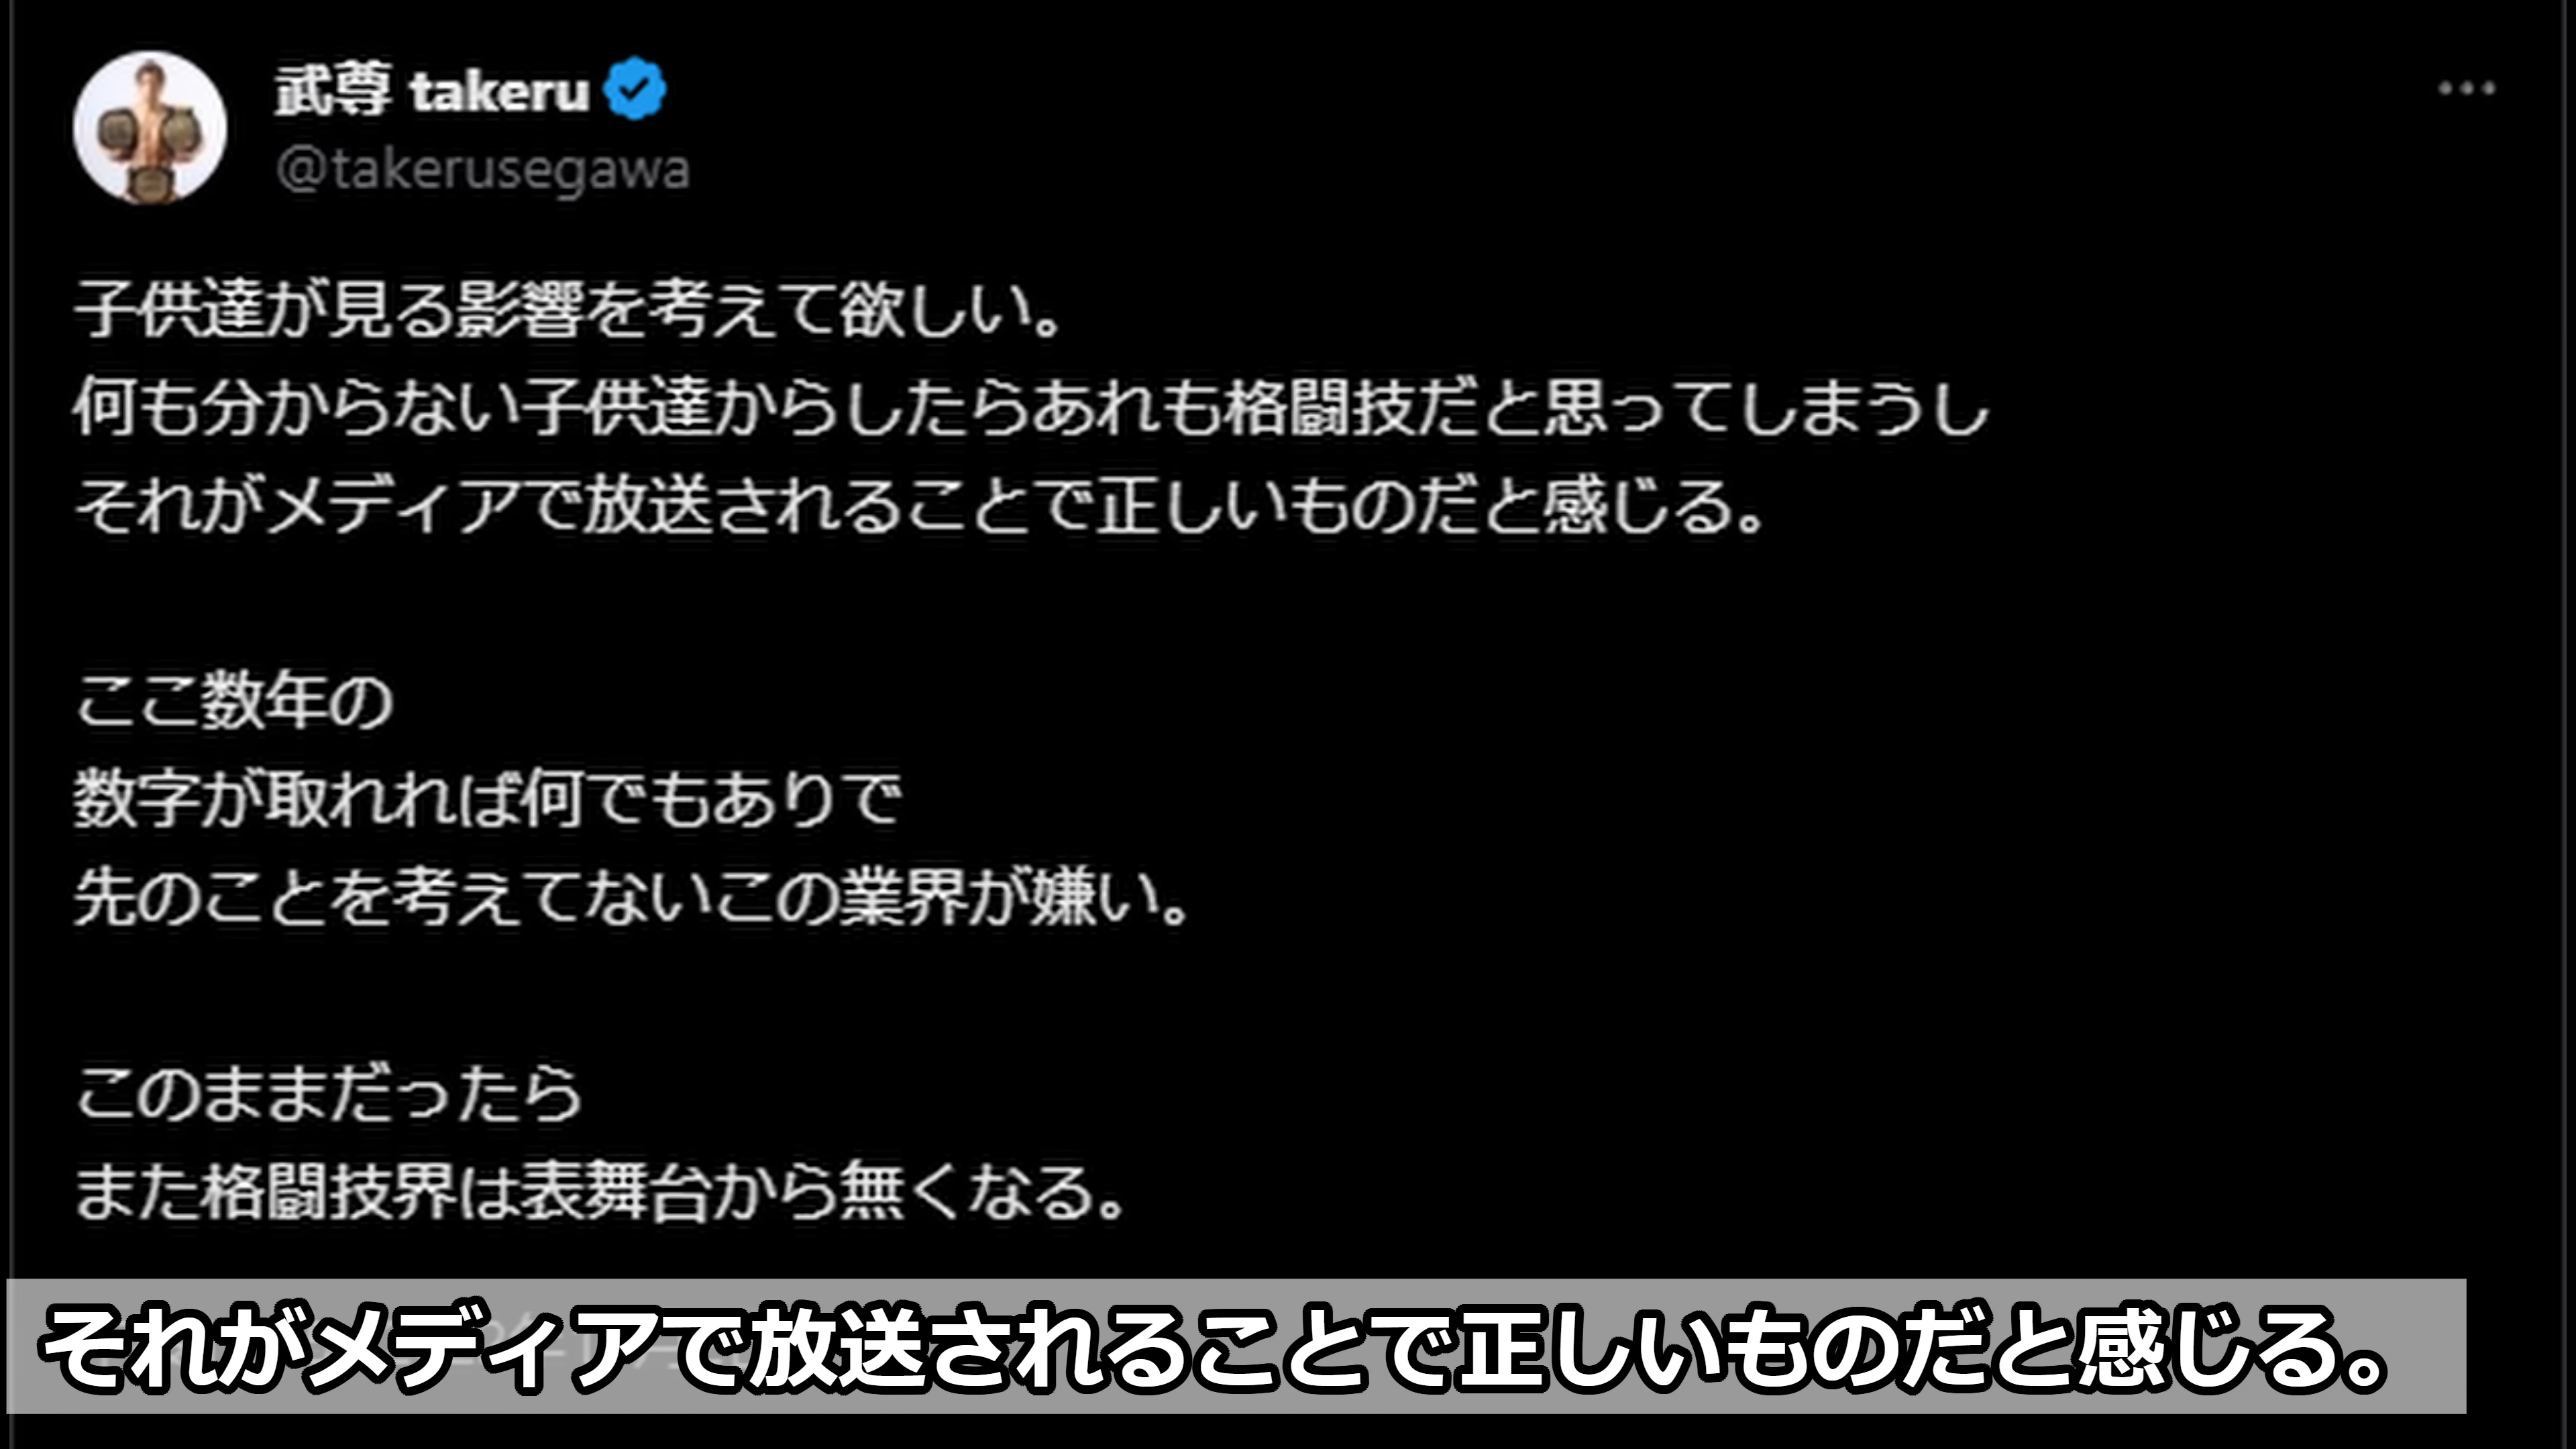 武尊 takeru
@takerusegawa
子供達が見る影響を考えて欲しい。
何も分からない子供達からしたらあれも格闘技だと思ってしまうし
それがメディアで放送されることで正しいものだと感じる。
ここ数年の
数字が取れれば何でもありで
先のことを考えてないこの業界が嫌い。
このままだったら
また格闘技界は表舞台から無くなる。
それがメディアで放送されることで正しいものだと感じる。